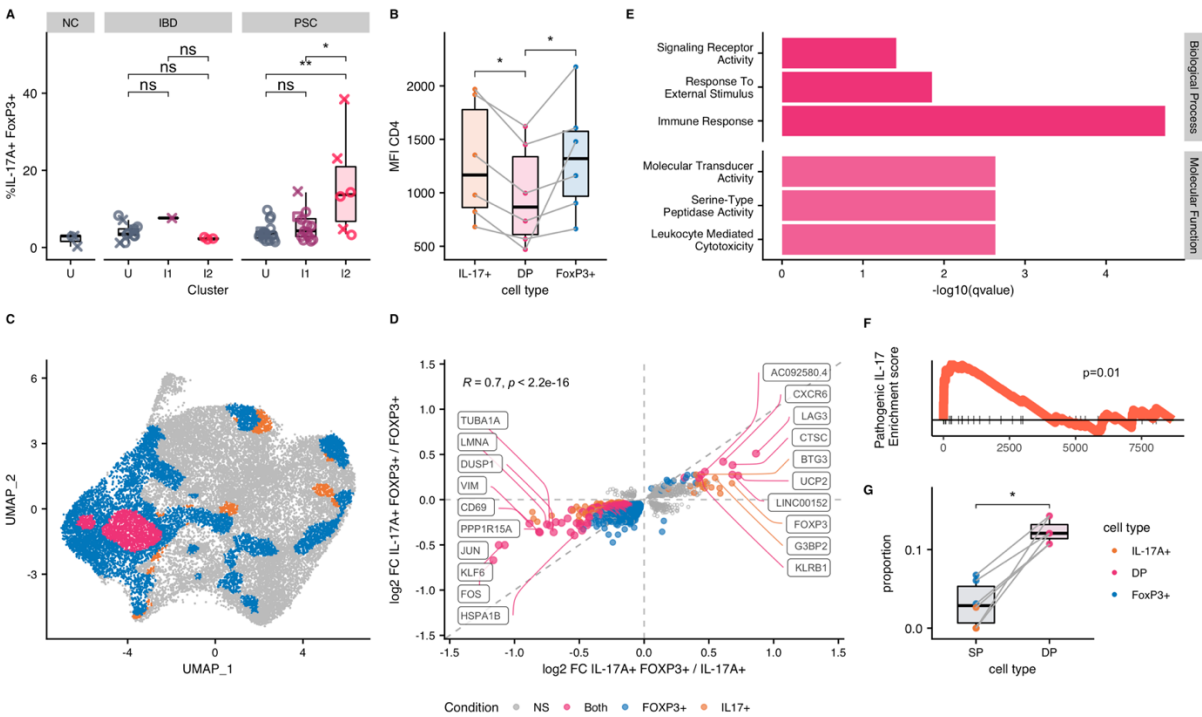 A
NC
IBD
PSC
ns
*
ns
**
ns
ns
%IL-17A+ FoxP3+
40
20
0
U
U
I1
I2
U
I1
I2
Cluster
B
*
*
MFI CD4
2000
1500
1000
500
IL-17+
DP
FoxP3+
cell type
E
Signaling Receptor
Activity
Response To
External Stimulus
Immune Response
Biological Process
Molecular Transducer
Activity
Serine-Type
Peptidase Activity
Leukocyte Mediated
Cytotoxicity
Molecular Function
0
1
2
3
4
-log10(qvalue)
C
UMAP_2
6
3
0
-3
-4
0
4
UMAP_1
D
log2 FC IL-17A+ FOXP3+ / FOXP3+
1.5
1.0
0.5
0.0
-0.5
-1.0
-1.5
R = 0.7, p < 2.2e-16
TUBA1A
LMNA
DUSP1
VIM
CD69
PPP1R15A
JUN
KLF6
FOS
HSPA1B
AC092580.4
CXCR6
LAG3
CTSC
BTG3
UCP2
LINC00152
FOXP3
G3BP2
KLRB1
-1.5
-1.0
-0.5
0.0
0.5
1.0
1.5
log2 FC IL-17A+ FOXP3+ / IL-17A+
F
Pathogenic IL-17
Enrichment score
p=0.01
0
2500
5000
7500
G
*
proportion
0.1
0.0
SP
DP
cell type
cell type
IL-17A+
DP
FoxP3+
Condition
NS
Both
FOXP3+
IL17+